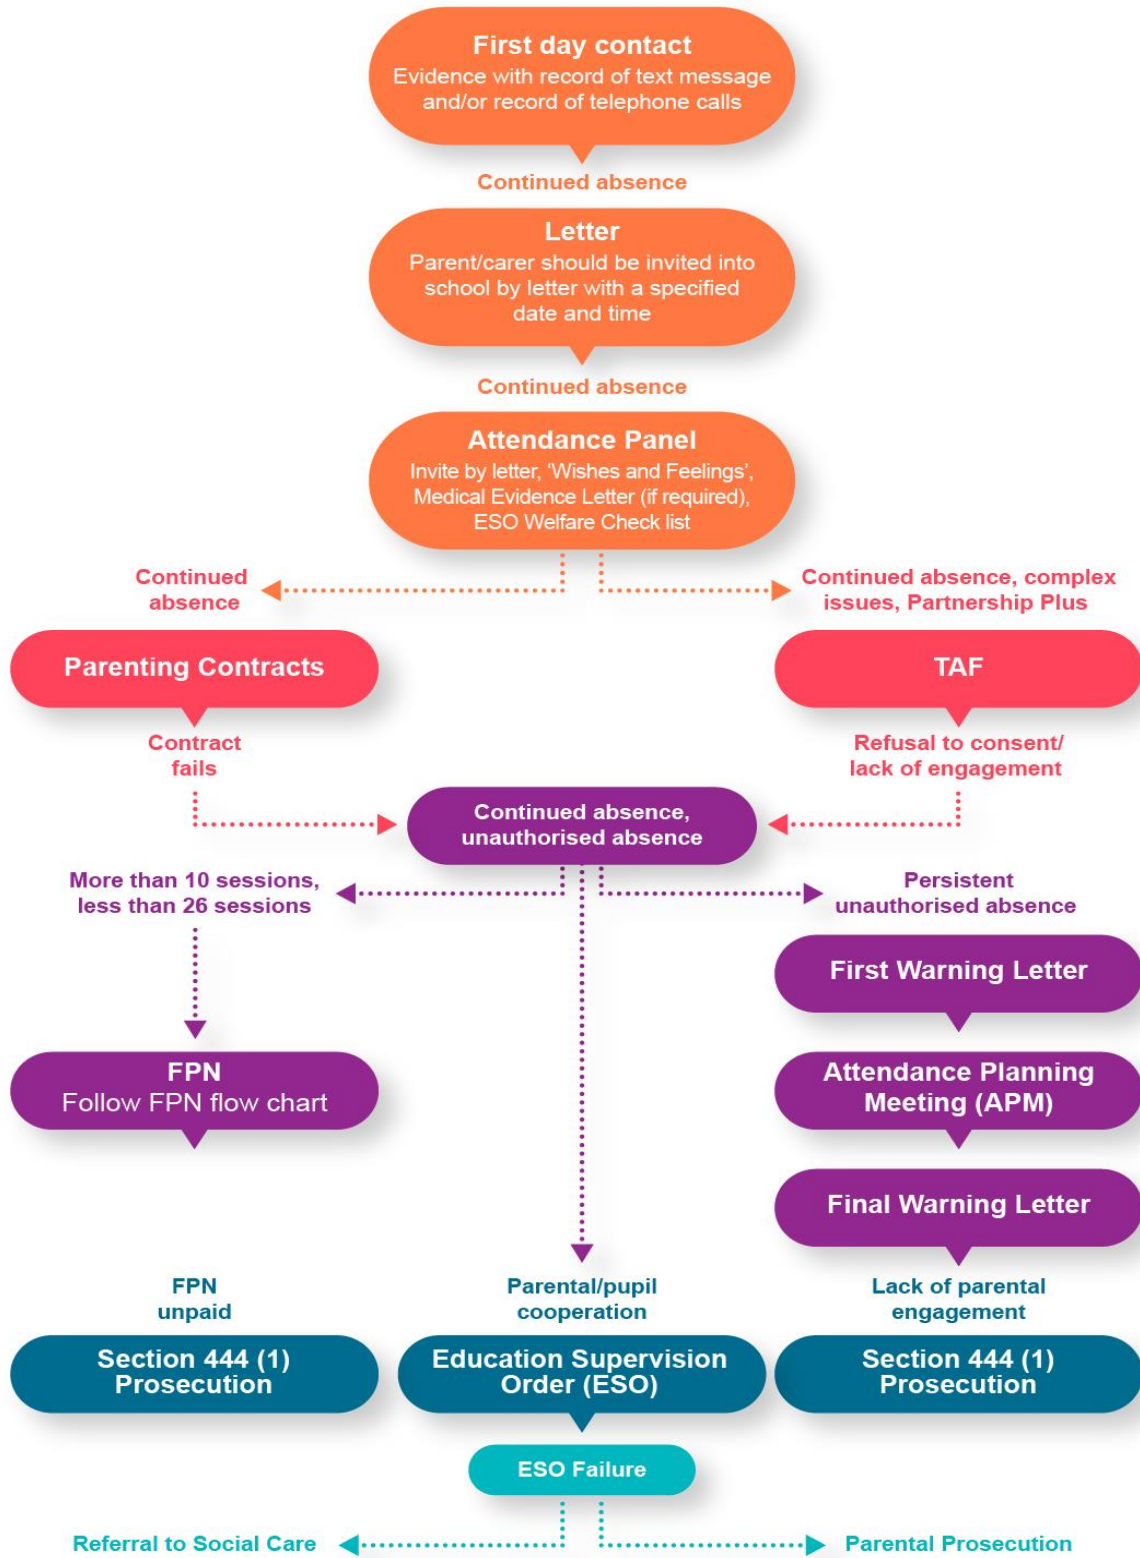 First day contact
Evidence with record of text message
and/or record of telephone calls
Continued absence
Letter
Parent/carer should be invited into
school by letter with a specified
date and time
Continued absence
Attendance Panel
Invite by letter, ‘Wishes and Feelings’,
Medical Evidence Letter (if required),
ESO Welfare Check list
Continued
absence
Continued absence, complex
issues, Partnership Plus
Parenting Contracts
TAF
Contract
fails
Refusal to consent/
lack of engagement
Continued absence,
unauthorised absence
More than 10 sessions,
less than 26 sessions
Persistent
unauthorised absence
First Warning Letter
FPN
Follow FPN flow chart
Attendance Planning
Meeting (APM)
Final Warning Letter
FPN
unpaid
Parental/pupil
cooperation
Lack of parental
engagement
Section 444 (1)
Prosecution
Education Supervision
Order (ESO)
Section 444 (1)
Prosecution
ESO Failure
Referral to Social Care
Parental Prosecution